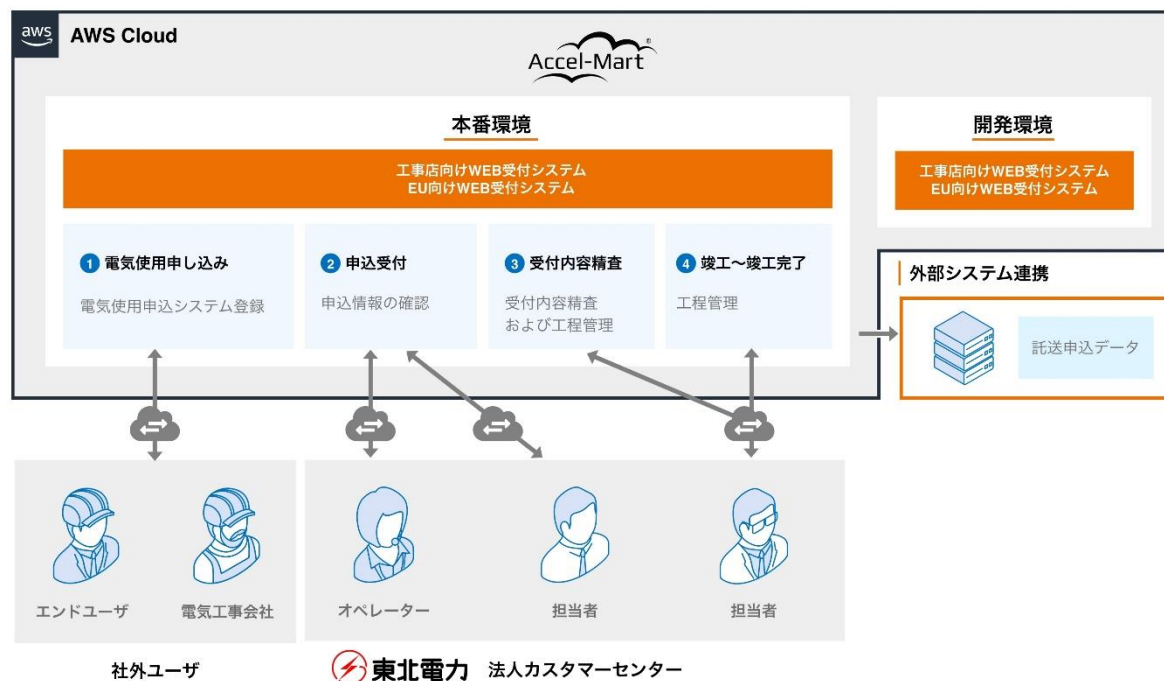 aws
AWS Cloud
Accel-Mart®
本番環境
工事店向けWEB受付システム
EU向けWEB受付システム
1 電気使用申し込み
電気使用申込システム登録
2 申込受付
申込情報の確認
3 受付内容精査
受付内容精査
および工程管理
4 竣工～竣工完了
工程管理
開発環境
工事店向けWEB受付システム
EU向けWEB受付システム
外部システム連携
託送申込データ
エンドユーザ
電気工事会社
オペレーター
担当者
担当者
社外ユーザ
東北電力 法人カスタマーセンター